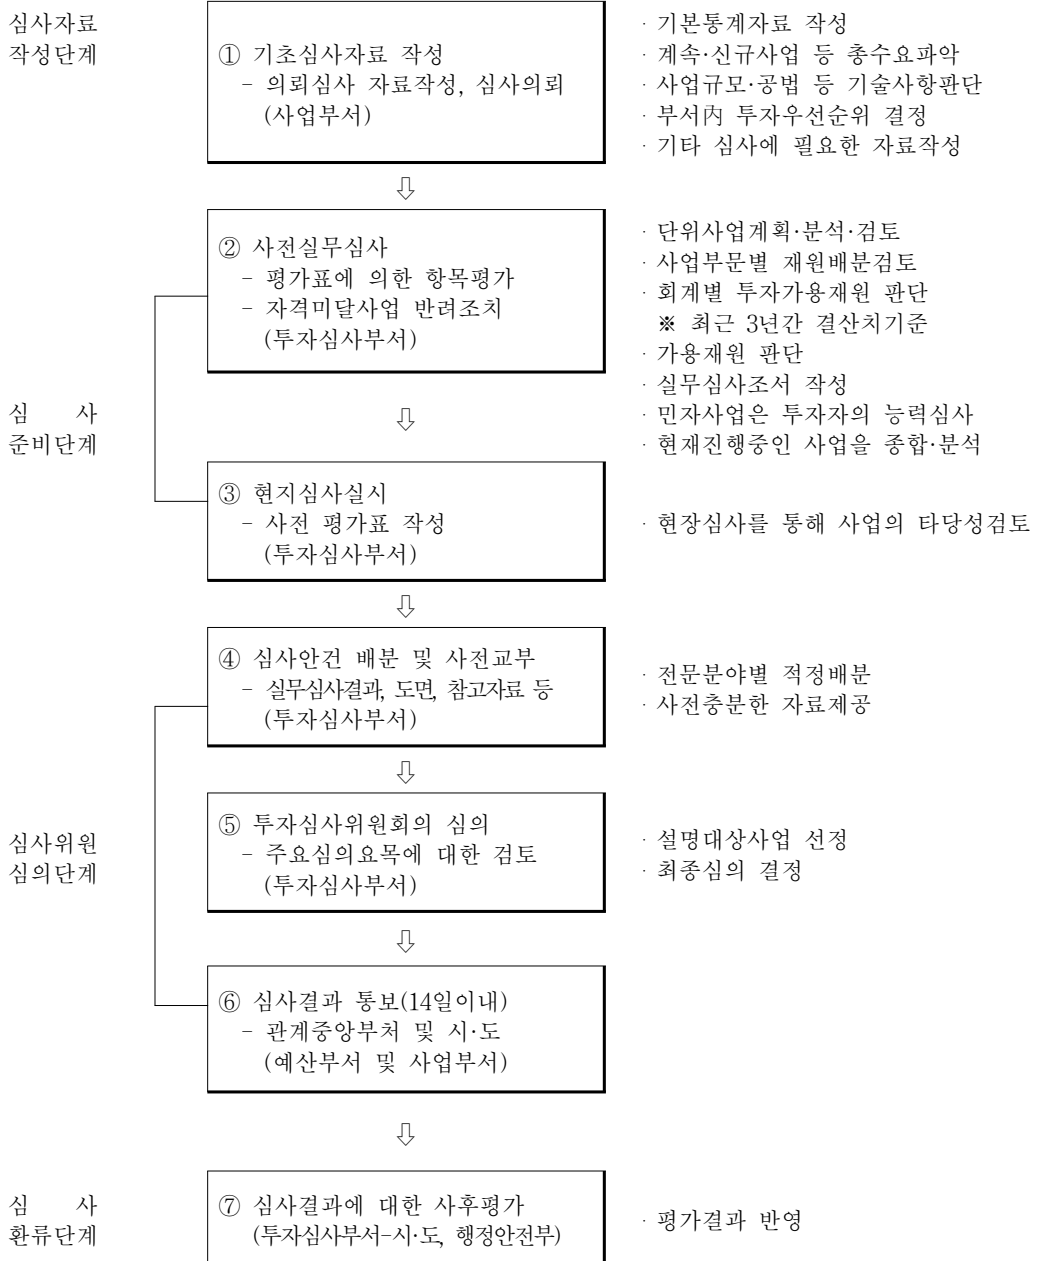 심사자료
작성단계
① 기초심사자료 작성
- 의뢰심사 자료작성, 심사의뢰
(사업부서)
· 기본통계자료 작성
· 계속·신규사업 등 총수요파악
· 사업규모·공법 등 기술사항판단
· 부서內 투자우선순위 결정
· 기타 심사에 필요한 자료작성
⇩
심 사
준비단계
② 사전실무심사
- 평가표에 의한 항목평가
- 자격미달사업 반려조치
(투자심사부서)
· 단위사업계획·분석·검토
· 사업부문별 재원배분검토
· 회계별 투자가용재원 판단
※ 최근 3년간 결산치기준
· 가용재원 판단
· 실무심사조서 작성
· 민자사업은 투자자의 능력심사
· 현재진행중인 사업을 종합·분석
⇩
③ 현지심사실시
- 사전 평가표 작성
(투자심사부서)
· 현장심사를 통해 사업의 타당성검토
⇩
심사위원
심의단계
④ 심사안건 배분 및 사전교부
- 실무심사결과, 도면, 참고자료 등
(투자심사부서)
· 전문분야별 적정배분
· 사전충분한 자료제공
⇩
⑤ 투자심사위원회의 심의
- 주요심의요목에 대한 검토
(투자심사부서)
· 설명대상사업 선정
· 최종심의 결정
⇩
⑥ 심사결과 통보(14일이내)
- 관계중앙부처 및 시·도
(예산부서 및 사업부서)
⇩
심 사
환류단계
⑦ 심사결과에 대한 사후평가
(투자심사부서-시·도, 행정안전부)
· 평가결과 반영